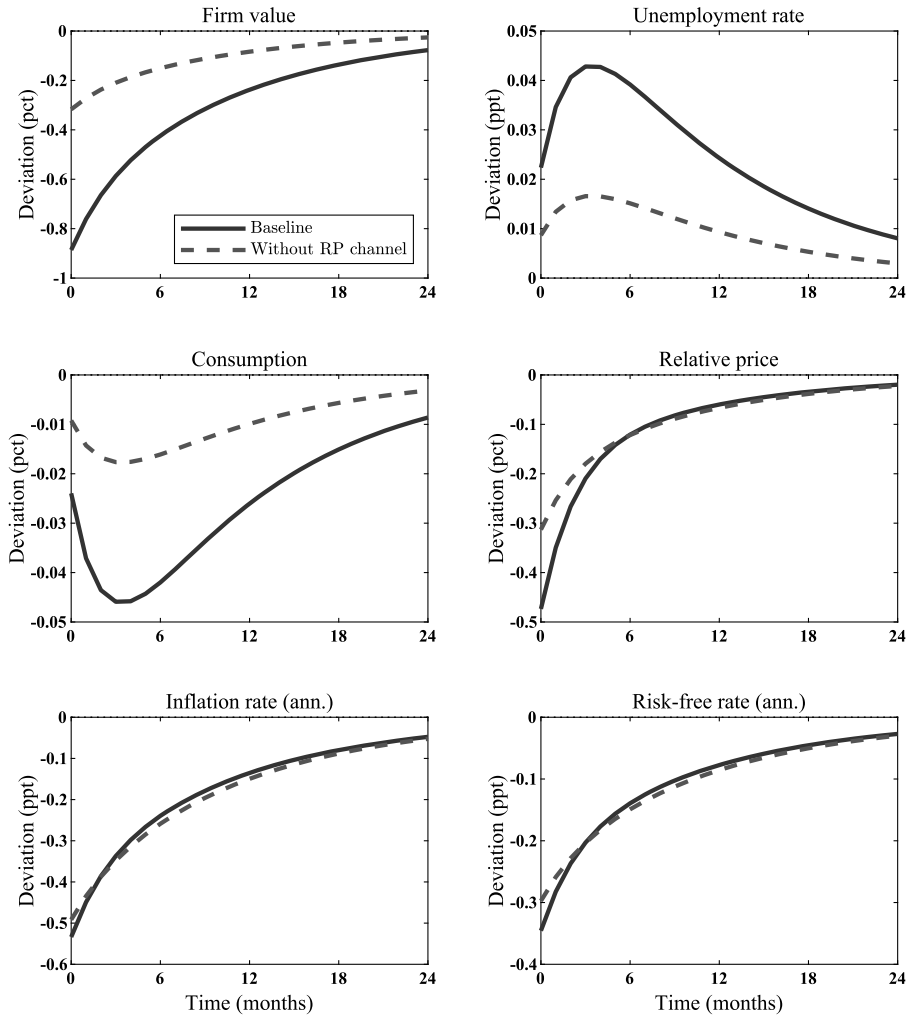 Firm value
Deviation (pct)
0
-0.2
-0.4
-0.6
-0.8
-1
Baseline
Without RP channel
0 6 12 18 24
Unemployment rate
Deviation (ppt)
0.05
0.04
0.03
0.02
0.01
0
0 6 12 18 24
Consumption
Deviation (pct)
0
-0.01
-0.02
-0.03
-0.04
-0.05
0 6 12 18 24
Relative price
Deviation (pct)
0
-0.1
-0.2
-0.3
-0.4
-0.5
0 6 12 18 24
Inflation rate (ann.)
Deviation (ppt)
0
-0.1
-0.2
-0.3
-0.4
-0.5
-0.6
0 6 12 18 24
Time (months)
Risk-free rate (ann.)
Deviation (ppt)
0
-0.1
-0.2
-0.3
-0.4
0 6 12 18 24
Time (months)